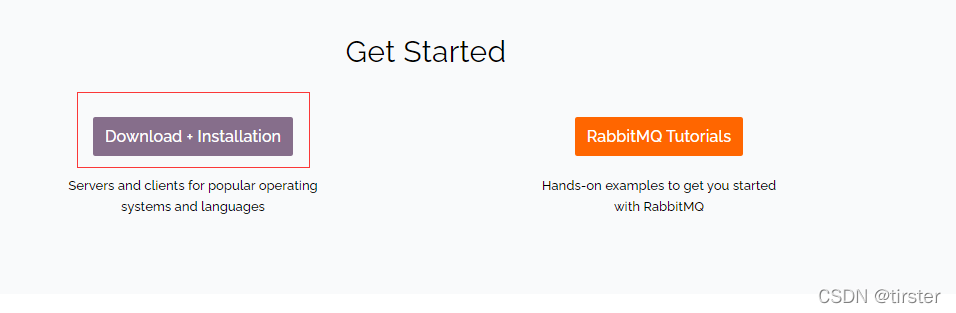 Get Started
Download + Installation
RabbitMQ Tutorials
Servers and clients for popular operating
systems and languages
Hands-on examples to get you started
with RabbitMQ
CSDN @tirster